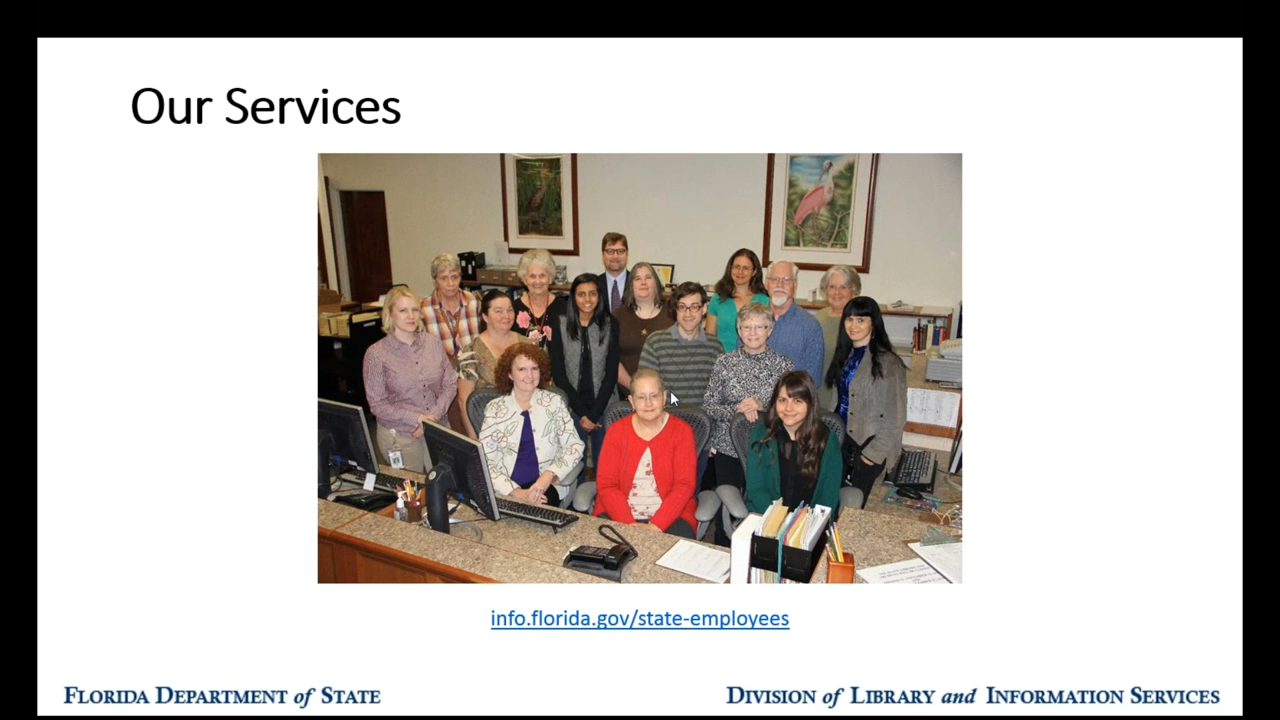 Our Services
info.florida.gov/state-employees
FLORIDA DEPARTMENT of STATE
DIVISION of LIBRARY and INFORMATION SERVICES